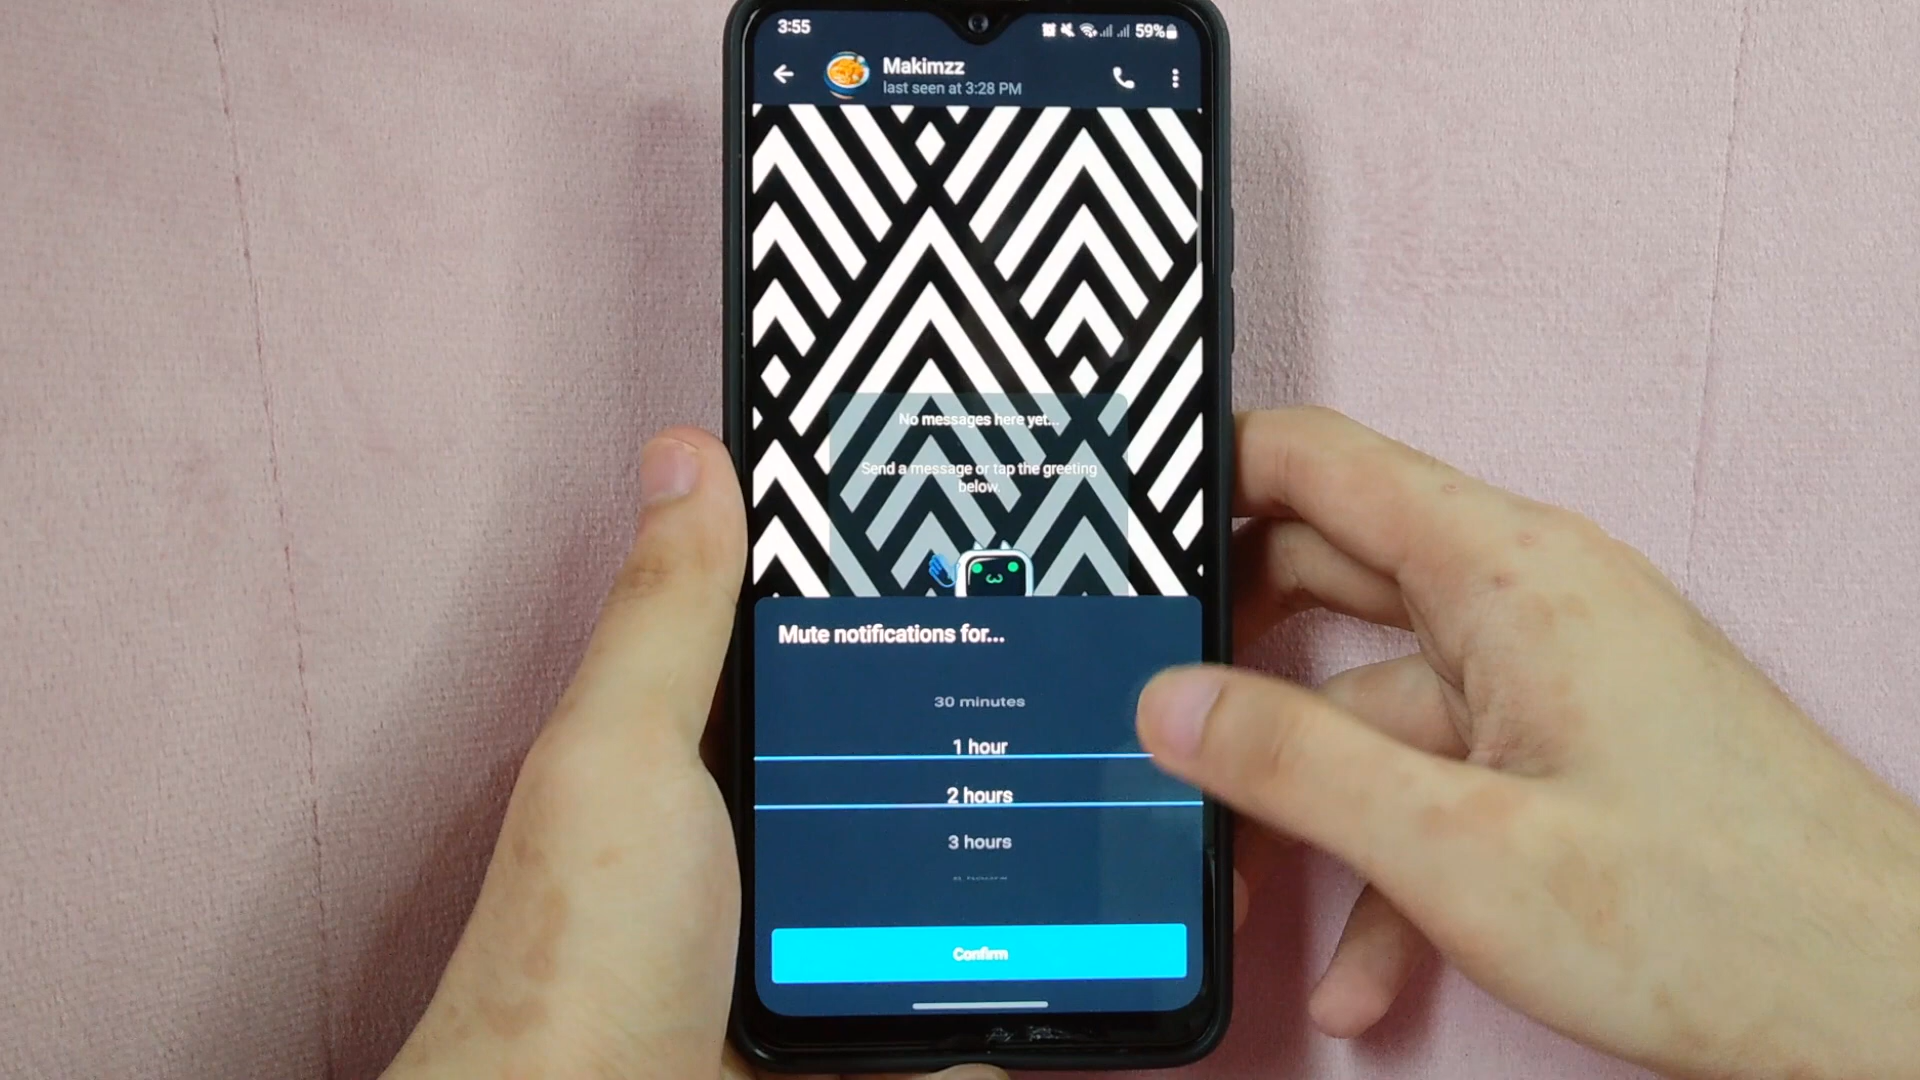 3:55
59%
Makimzz
last seen at 3:28 PM
No messages here yet...
Send a message or tap the greeting
below.
Mute notifications for...
30 minutes
1 hour
2 hours
3 hours
Confirm